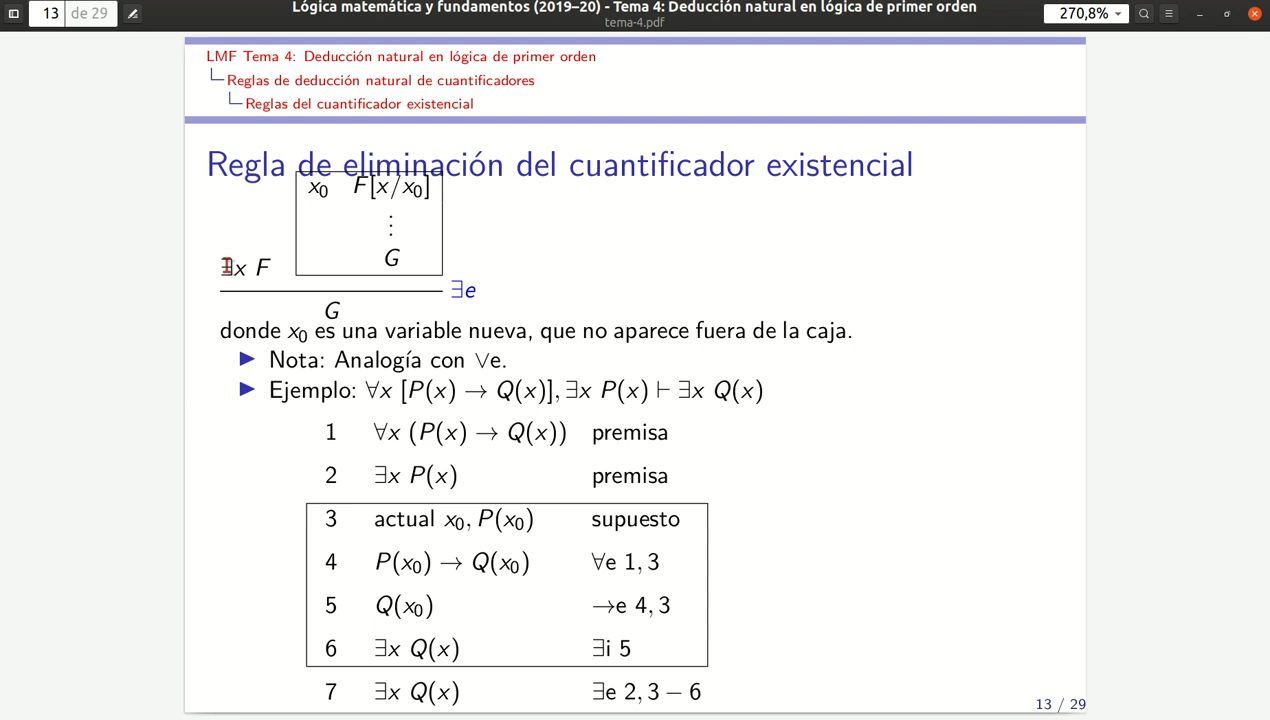 13 de 29
Lógica matemática y fundamentos (2019–20) - Tema 4: Deducción natural en lógica de primer orden
tema-4.pdf
270,8%
LMF Tema 4: Deducción natural en lógica de primer orden
Reglas de deducción natural de cuantificadores
Reglas del cuantificador existencial
Regla de eliminación del cuantificador existencial
x₀ F[x/x₀]
⋮
G
∃x F
∃e
G
donde x₀ es una variable nueva, que no aparece fuera de la caja.
▶ Nota: Analogía con ∨e.
▶ Ejemplo: ∀x [P(x) → Q(x)], ∃x P(x) ⊢ ∃x Q(x)
1 ∀x (P(x) → Q(x)) premisa
2 ∃x P(x) premisa
3 actual x₀, P(x₀) supuesto
4 P(x₀) → Q(x₀) ∀e 1, 3
5 Q(x₀) →e 4, 3
6 ∃x Q(x) ∃i 5
7 ∃x Q(x) ∃e 2, 3 − 6
13 / 29